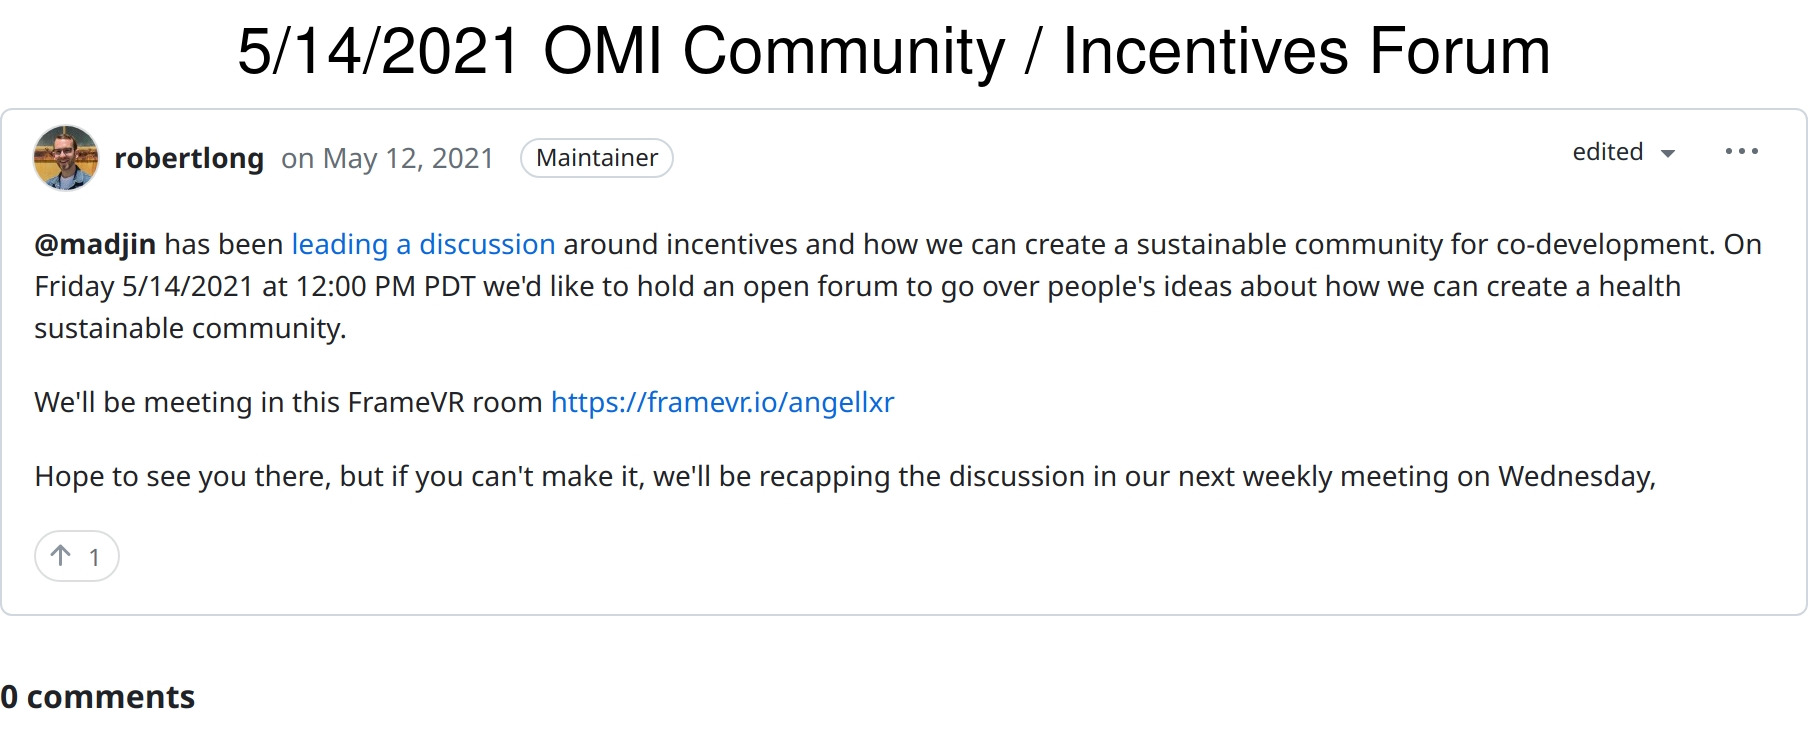 5/14/2021 OMI Community / Incentives Forum
robertlong on May 12, 2021 Maintainer edited
@madjin has been leading a discussion around incentives and how we can create a sustainable community for co-development. On
Friday 5/14/2021 at 12:00 PM PDT we'd like to hold an open forum to go over people's ideas about how we can create a health
sustainable community.
We'll be meeting in this FrameVR room https://framevr.io/angellxr
Hope to see you there, but if you can't make it, we'll be recapping the discussion in our next weekly meeting on Wednesday,
1
0 comments